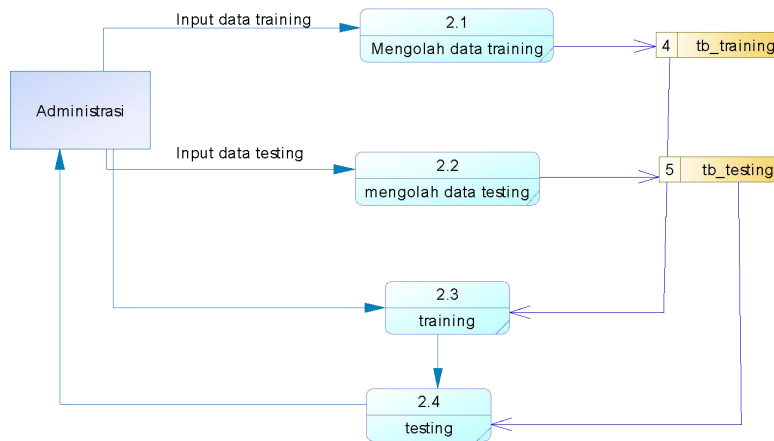 Input data training
2.1
Mengolah data training
4 tb_training
Administrasi
Input data testing
2.2
mengolah data testing
5 tb_testing
2.3
training
2.4
testing